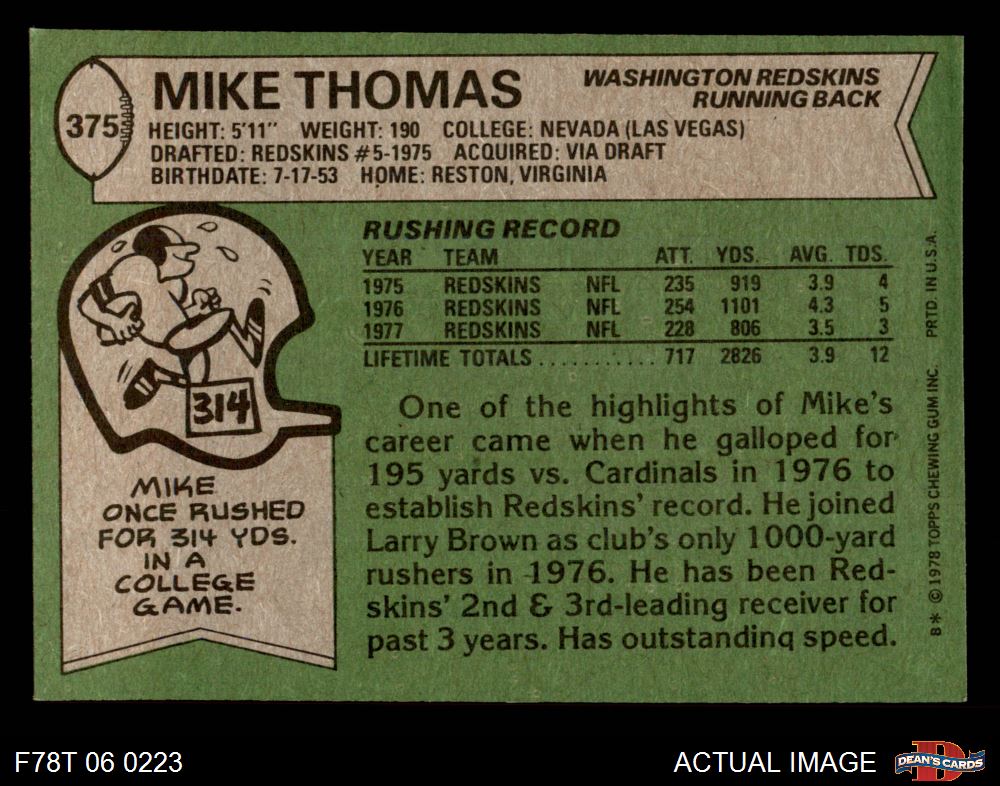 375
MIKE THOMAS
WASHINGTON REDSKINS
RUNNING BACK
HEIGHT: 5'11" WEIGHT: 190 COLLEGE: NEVADA (LAS VEGAS)
DRAFTED: REDSKINS #5-1975 ACQUIRED: VIA DRAFT
BIRTHDATE: 7-17-53 HOME: RESTON, VIRGINIA
314
MIKE
ONCE RUSHED
FOR 314 YDS.
IN A
COLLEGE
GAME.
RUSHING RECORD
YEAR TEAM ATT. YDS. AVG. TDS.
1975 REDSKINS NFL 235 919 3.9 4
1976 REDSKINS NFL 254 1101 4.3 5
1977 REDSKINS NFL 228 806 3.5 3
LIFETIME TOTALS ........... 717 2826 3.9 12
One of the highlights of Mike's
career came when he galloped for
195 yards vs. Cardinals in 1976 to
establish Redskins' record. He joined
Larry Brown as club's only 1000-yard
rushers in 1976. He has been Red-
skins' 2nd & 3rd-leading receiver for
past 3 years. Has outstanding speed.
8* ©1978 TOPPS CHEWING GUM INC. PRTD. IN U.S.A.
F78T 06 0223
ACTUAL IMAGE
D
DEAN'S CARDS